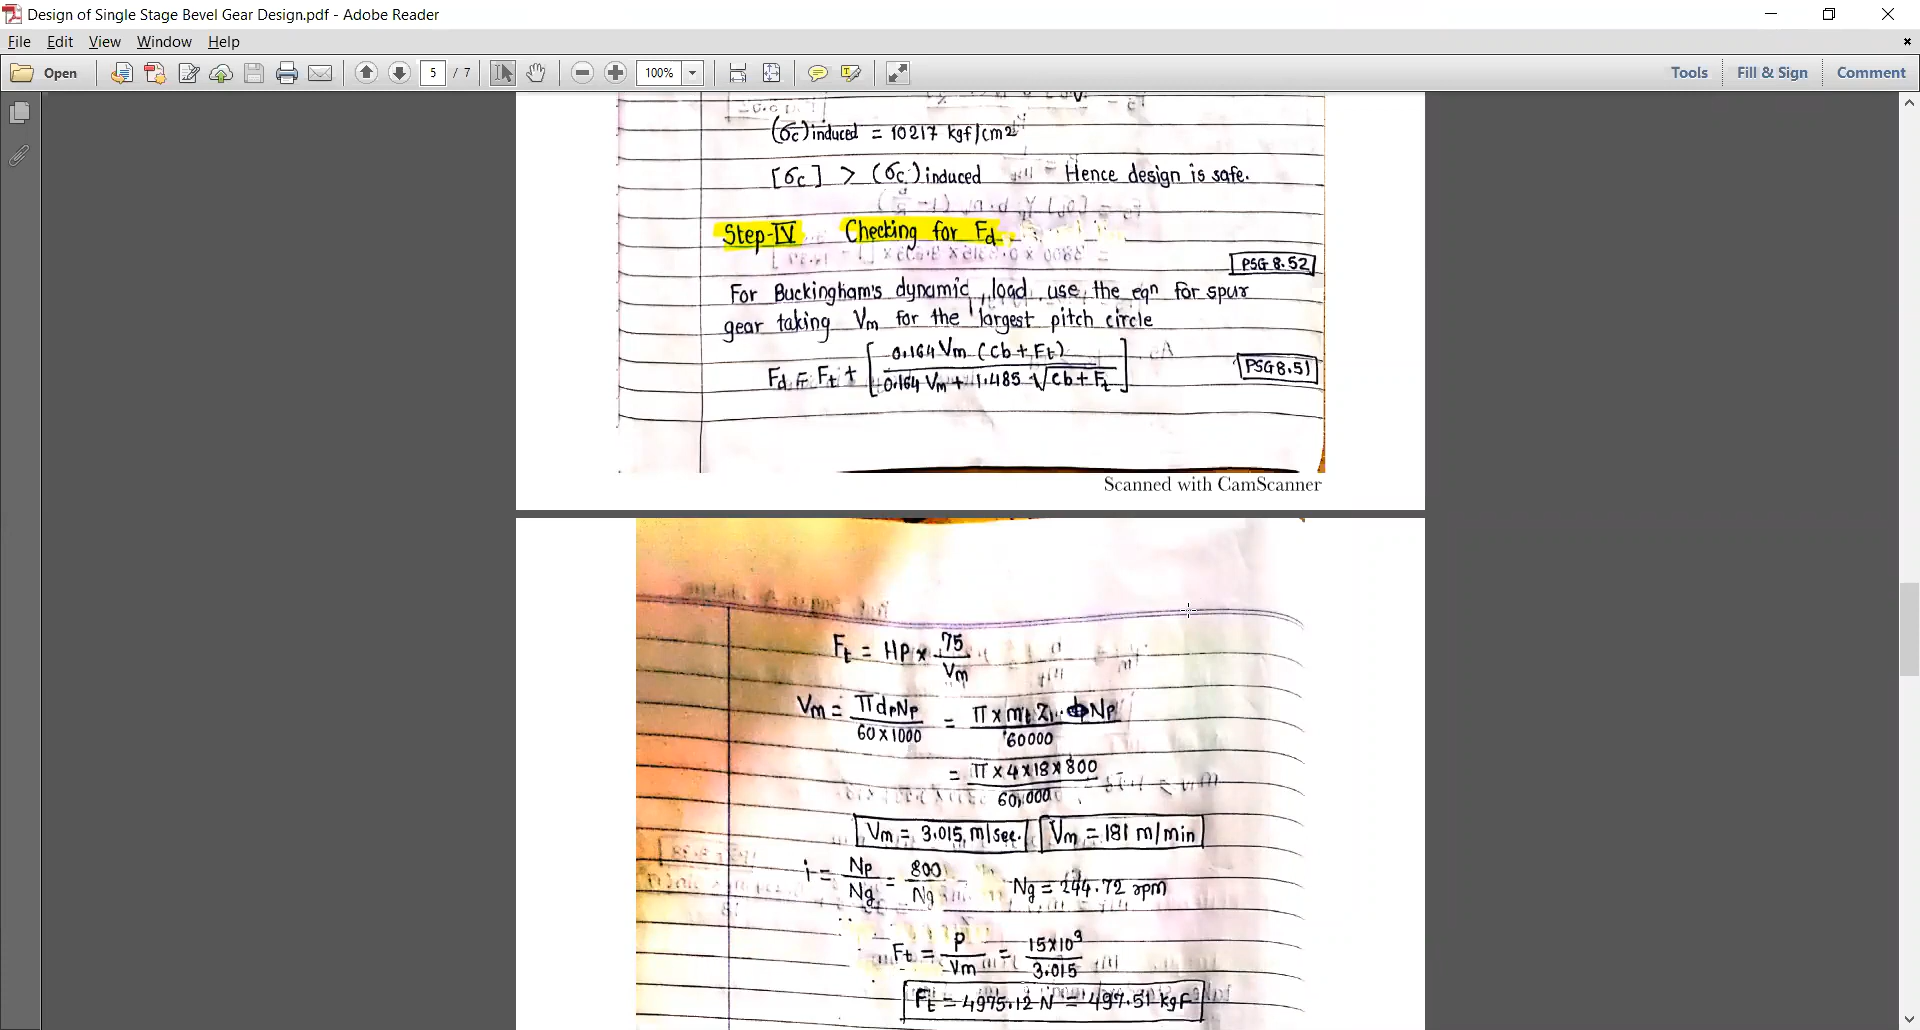 Design of Single Stage Bevel Gear Design.pdf - Adobe Reader
File Edit View Window Help
Open 5 / 7 100% Tools Fill & Sign Comment
(σc)induced = 10217 kgf/cm2
[σc] > (σc)induced Hence design is safe.
Step-IV Checking for Fd
PSG 8.52
For Buckingham's dynamic load use the eqn for spur
gear taking Vm for the largest pitch circle
Fd = Ft + [0.164 Vm (Cb + Ft) / 0.164 Vm + 1.485 √Cb + Ft] PSG 8.51
Scanned with CamScanner
Ft = HP × 75 / Vm
Vm = π dp Np / 60 X 1000 = π × mt Z1 . Np / 60000
= π × 4 × 18 × 800 / 60,000
Vm = 3.015 m/sec. Vm = 181 m/min
i = Np / Ng = 800 / Ng Ng = 244.72 rpm
Ft = P / Vm = 15×10³ / 3.015
Ft = 4975.12 N = 497.51 kgF